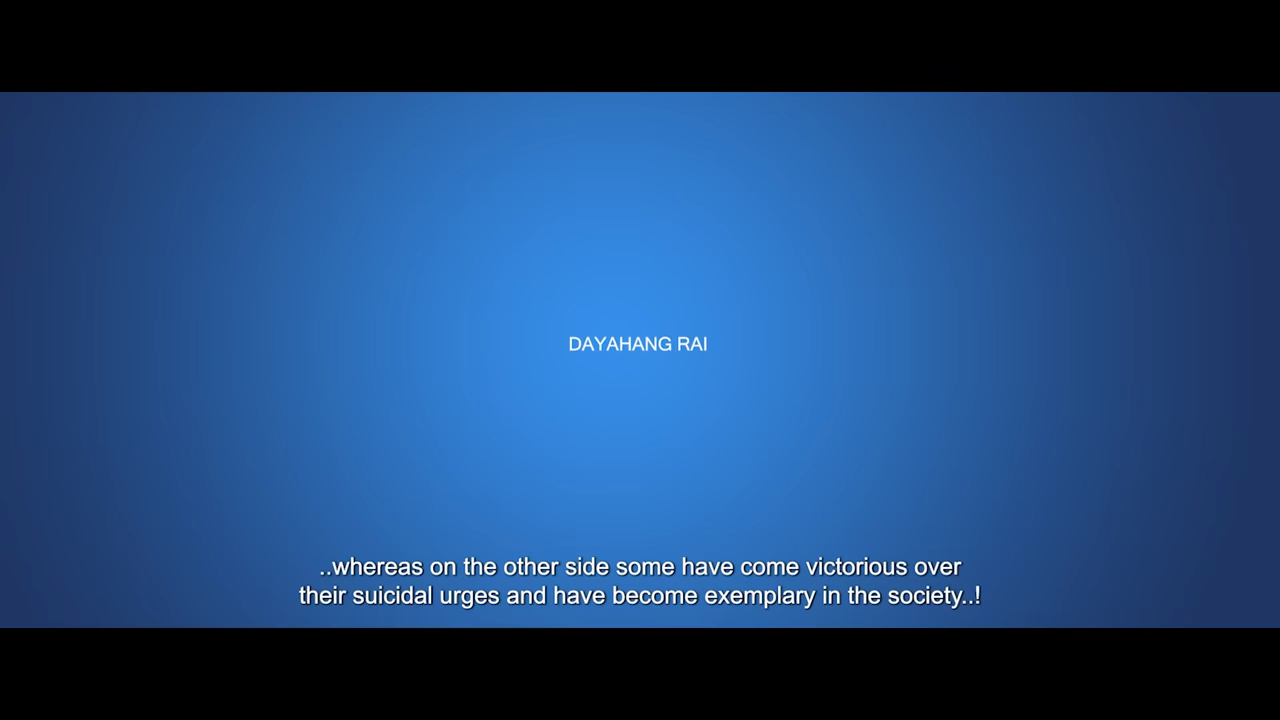 DAYAHANG RAI
..whereas on the other side some have come victorious over
their suicidal urges and have become exemplary in the society..!